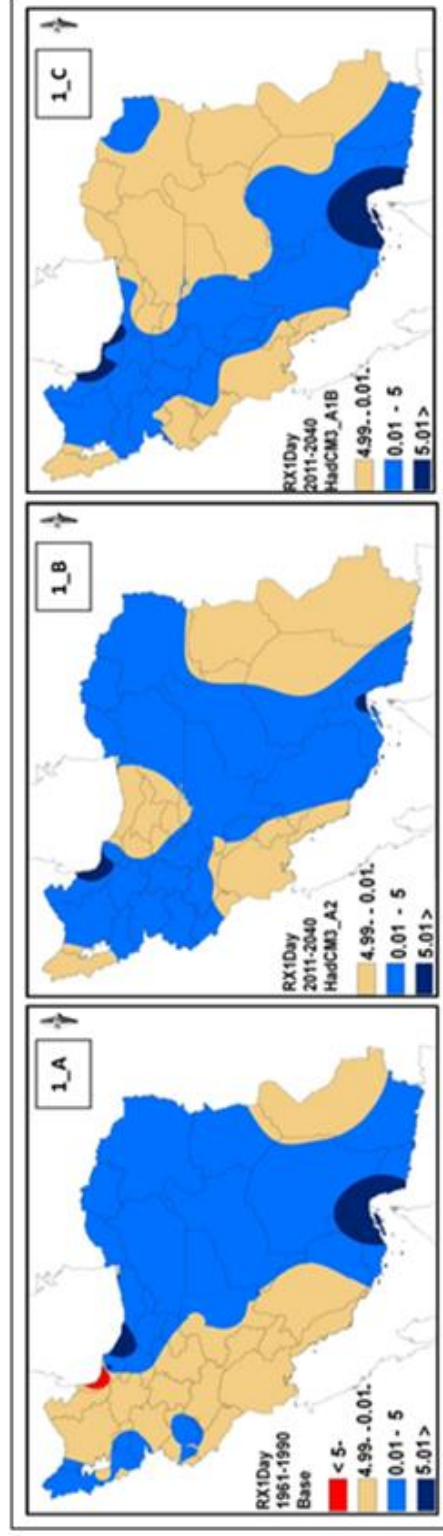 1_A
RX1Day
1961-1990
Base
< 5-
4.99-.-0.01-
0.01 - 5
5.01>
1_B
RX1Day
2011-2040
HadCM3_A2
4.99-.-0.01-
0.01 - 5
5.01>
1_C
RX1Day
2011-2040
HadCM3_A1B
4.99-.-0.01-
0.01 - 5
5.01>